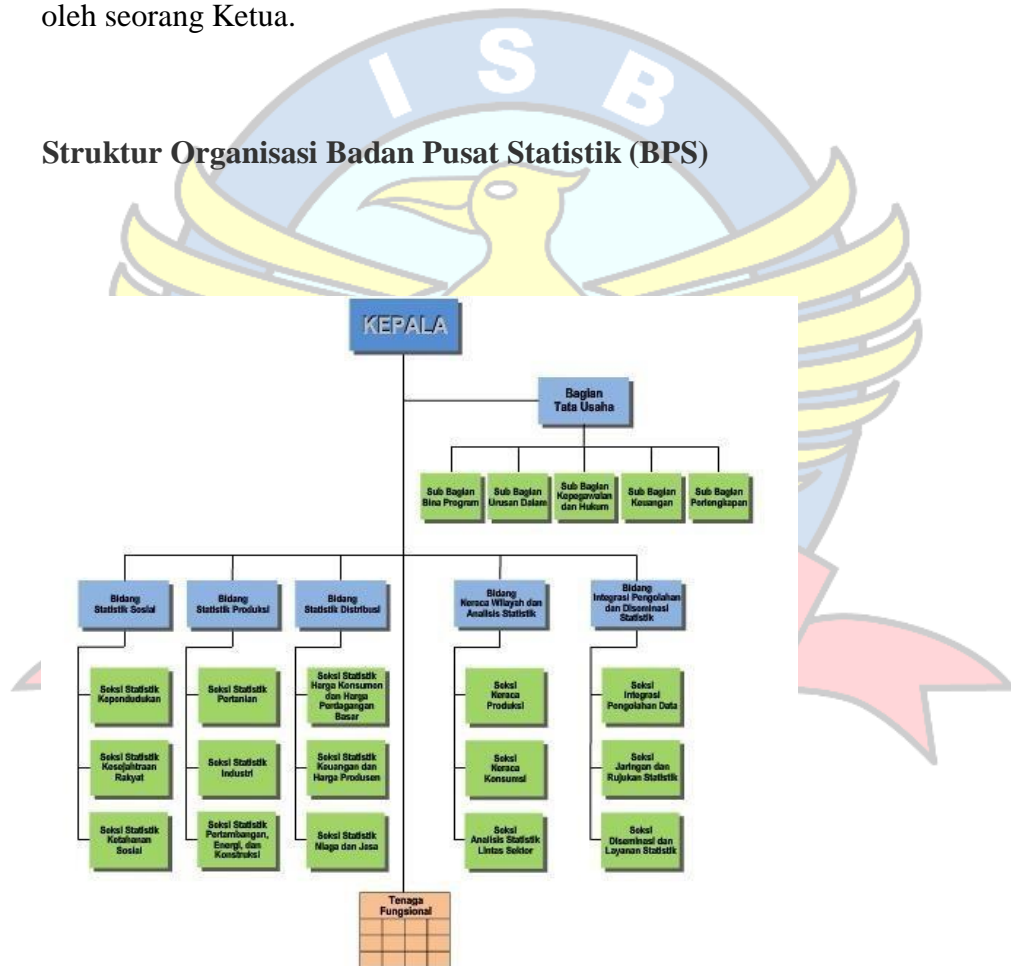 oleh seorang Ketua.
I S B
Struktur Organisasi Badan Pusat Statistik (BPS)
KEPALA
Bagian
Tata Usaha
Sub Bagian
Bina Program
Sub Bagian
Urusan Dalam
Sub Bagian
Kepegawaian
dan Hukum
Sub Bagian
Keuangan
Sub Bagian
Perlengkapan
Bidang
Statistik Sosial
Bidang
Statistik Produksi
Bidang
Statistik Distribusi
Bidang
Neraca Wilayah dan
Analisis Statistik
Bidang
Integrasi Pengolahan
dan Diseminasi
Statistik
Seksi Statistik
Kependudukan
Seksi Statistik
Pertanian
Seksi Statistik
Harga Konsumen
dan Harga
Perdagangan
Besar
Seksi
Neraca
Produksi
Seksi
Integrasi
Pengolahan Data
Seksi Statistik
Kesejahtraan
Rakyat
Seksi Statistik
Industri
Seksi Statistik
Keuangan dan
Harga Produsen
Seksi
Neraca
Konsumsi
Seksi
Jaringan dan
Rujukan Statistik
Seksi Statistik
Ketahanan
Sosial
Seksi Statistik
Pertambangan,
Energi, dan
Konstruksi
Seksi Statistik
Niaga dan Jasa
Seksi
Analisis Statistik
Lintas Sektor
Seksi
Diseminasi dan
Layanan Statistik
Tenaga
Fungsional